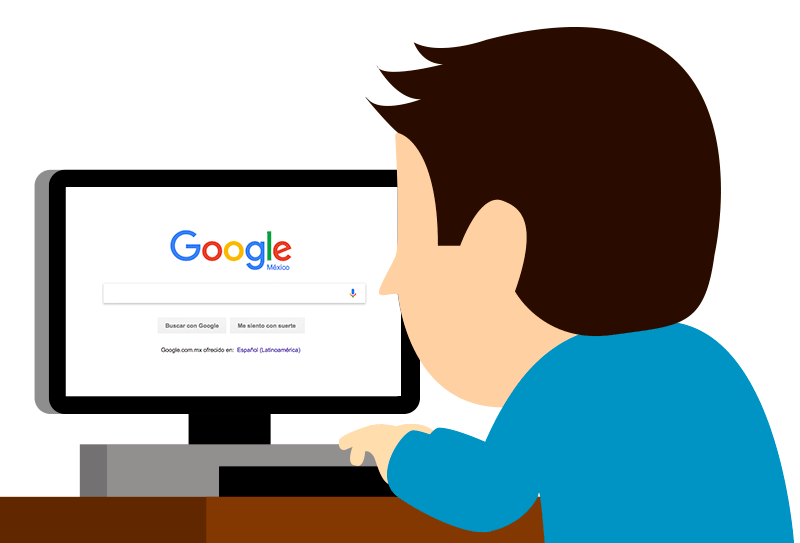 Google
México
Buscar con Google
Me siento con suerte
Google.com.mx ofrecido en: Español (Latinoamérica)